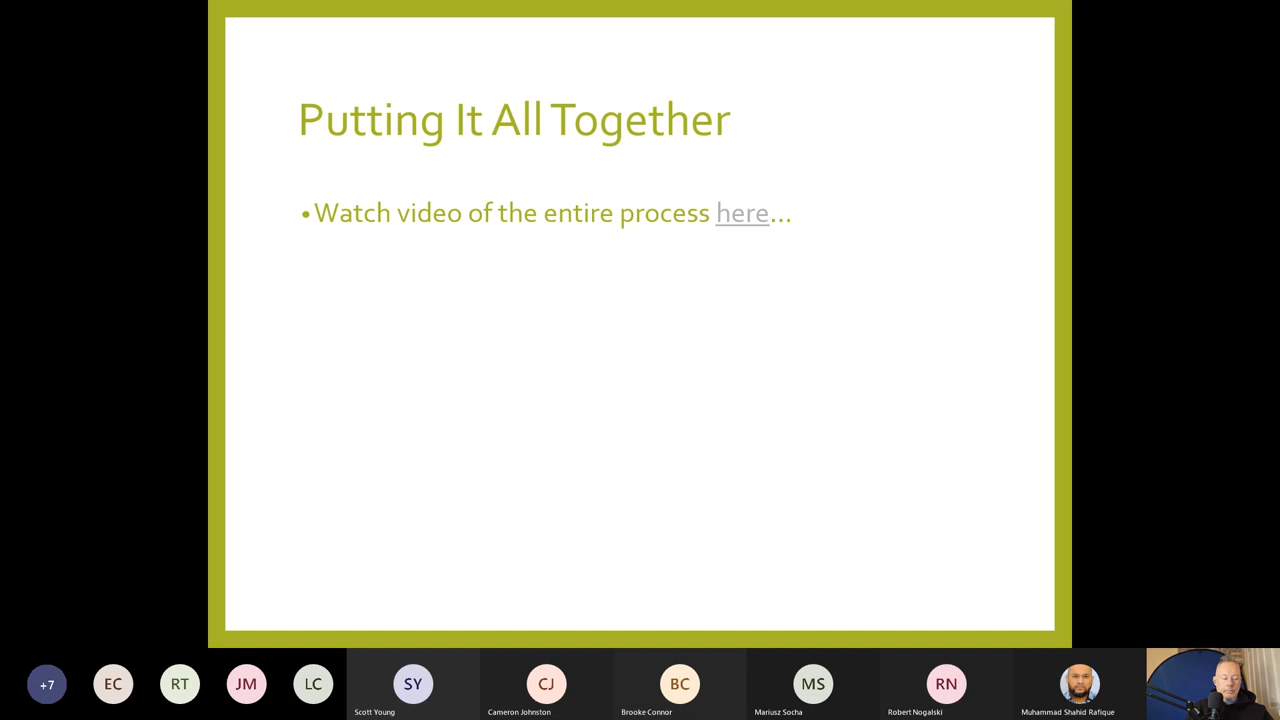 Putting It All Together
•Watch video of the entire process here...
+7
EC
RT
JM
LC
SY
CJ
BC
MS
RN
Scott Young
Cameron Johnston
Brooke Connor
Mariusz Socha
Robert Nogalski
Muhammad Shahid Rafique